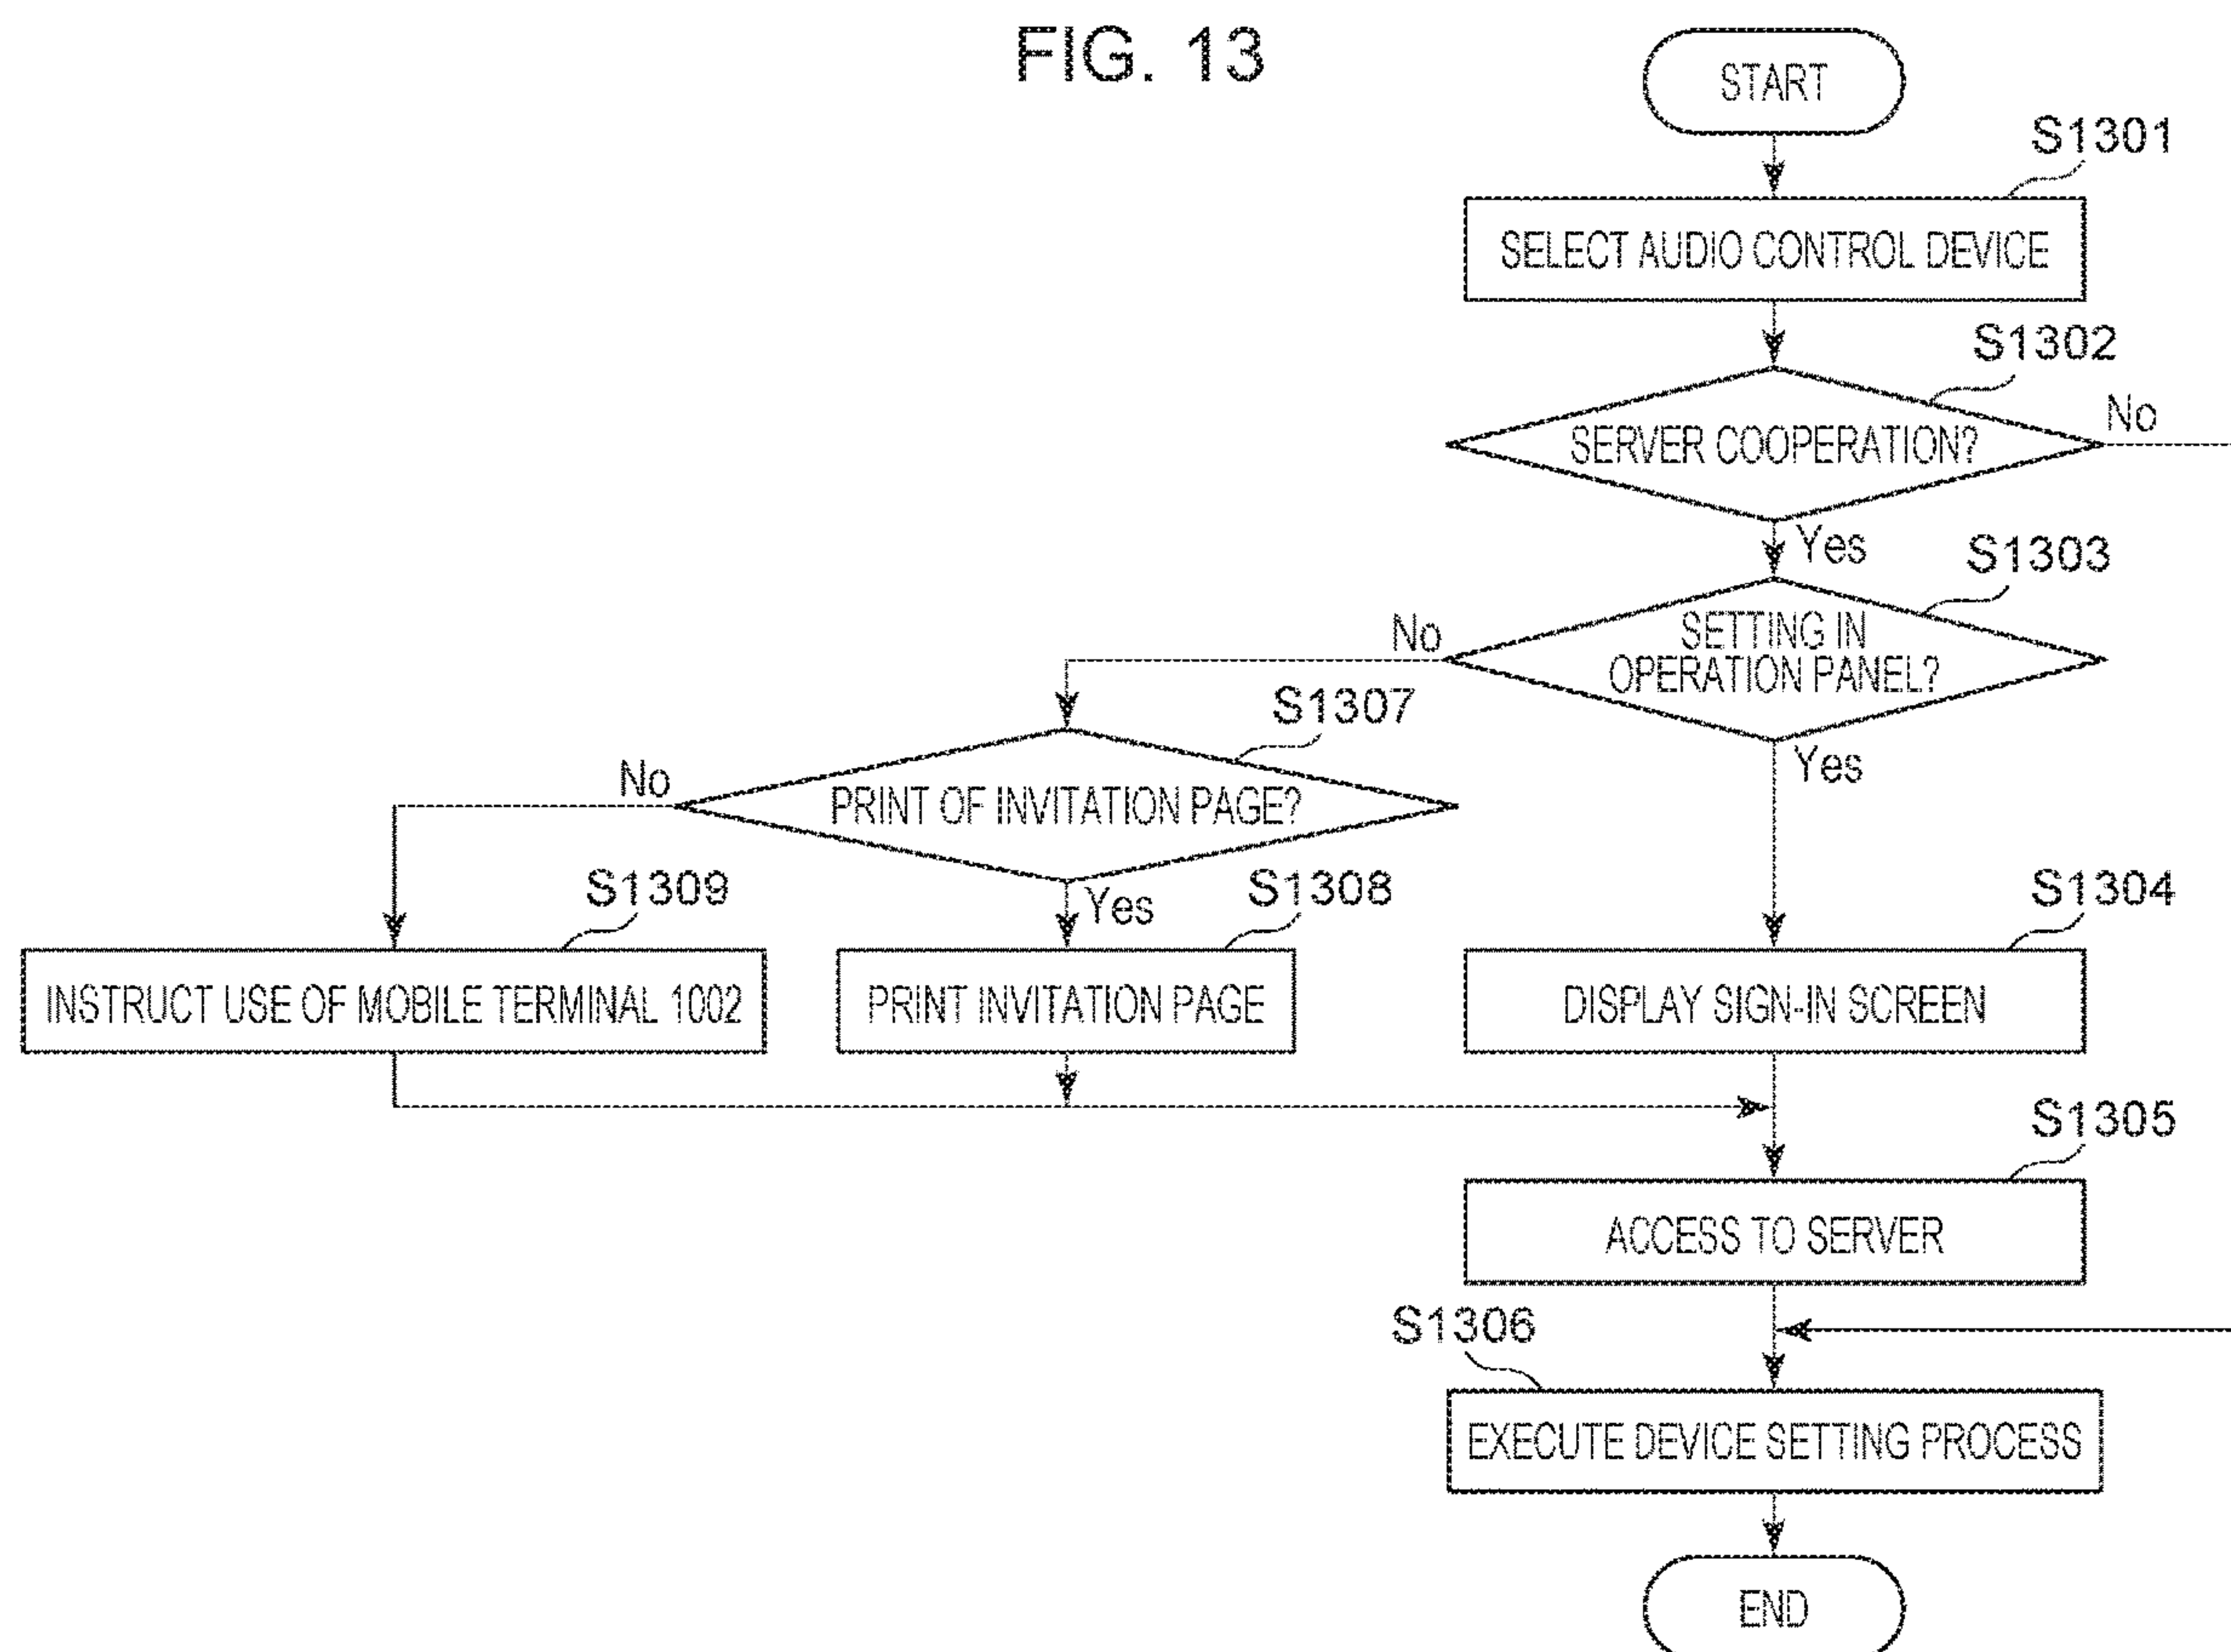 FIG. 13
START
S1301
SELECT AUDIO CONTROL DEVICE
S1302
SERVER COOPERATION?
No
Yes
S1303
SETTING IN
OPERATION PANEL?
No
Yes
S1307
PRINT OF INVITATION PAGE?
No
Yes
S1309
INSTRUCT USE OF MOBILE TERMINAL 1002
S1308
PRINT INVITATION PAGE
S1304
DISPLAY SIGN-IN SCREEN
S1305
ACCESS TO SERVER
S1306
EXECUTE DEVICE SETTING PROCESS
END